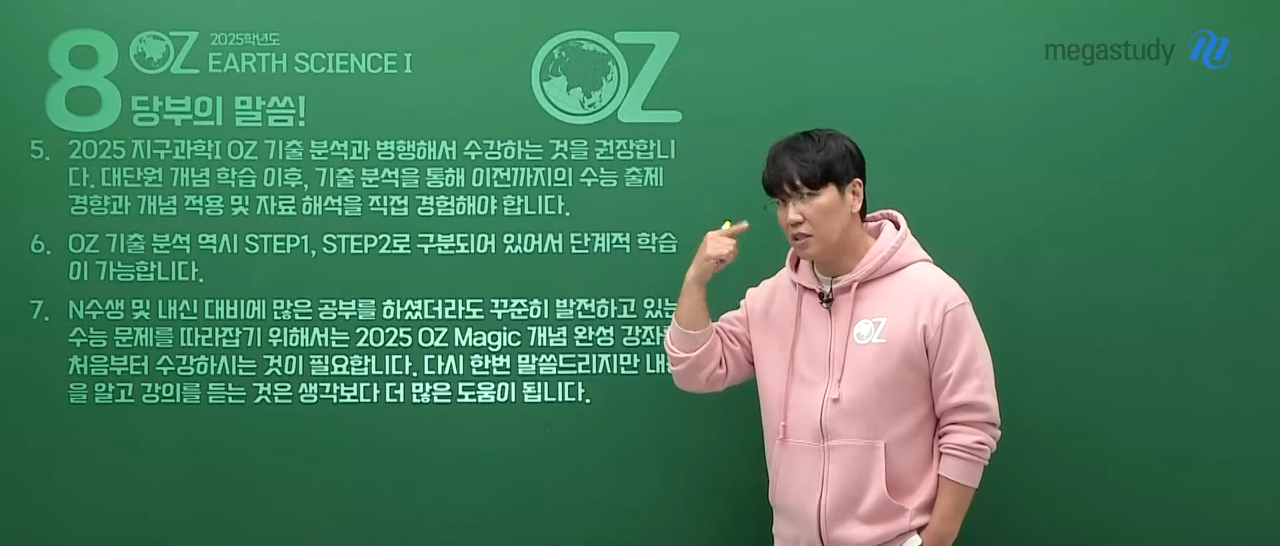 8
OZ
2025학년도
EARTH SCIENCE I
당부의 말씀!
OZ
megastudy
5. 2025 지구과학I OZ 기출 분석과 병행해서 수강하는 것을 권장합니
다. 대단원 개념 학습 이후, 기출 분석을 통해 이전까지의 수능 출제
경향과 개념 적용 및 자료 해석을 직접 경험해야 합니다.
6. OZ 기출 분석 역시 STEP1, STEP2로 구분되어 있어서 단계적 학습
이 가능합니다.
7. N수생 및 내신 대비에 많은 공부를 하셨더라도 꾸준히 발전하고 있는
수능 문제를 따라잡기 위해서는 2025 OZ Magic 개념 완성
처음부터 수강하시는 것이 필요합니다. 다시 한번 말씀드리지만
을 알고 강의를 듣는 것은 생각보다 더 많은 도움이 됩니다.
OZ